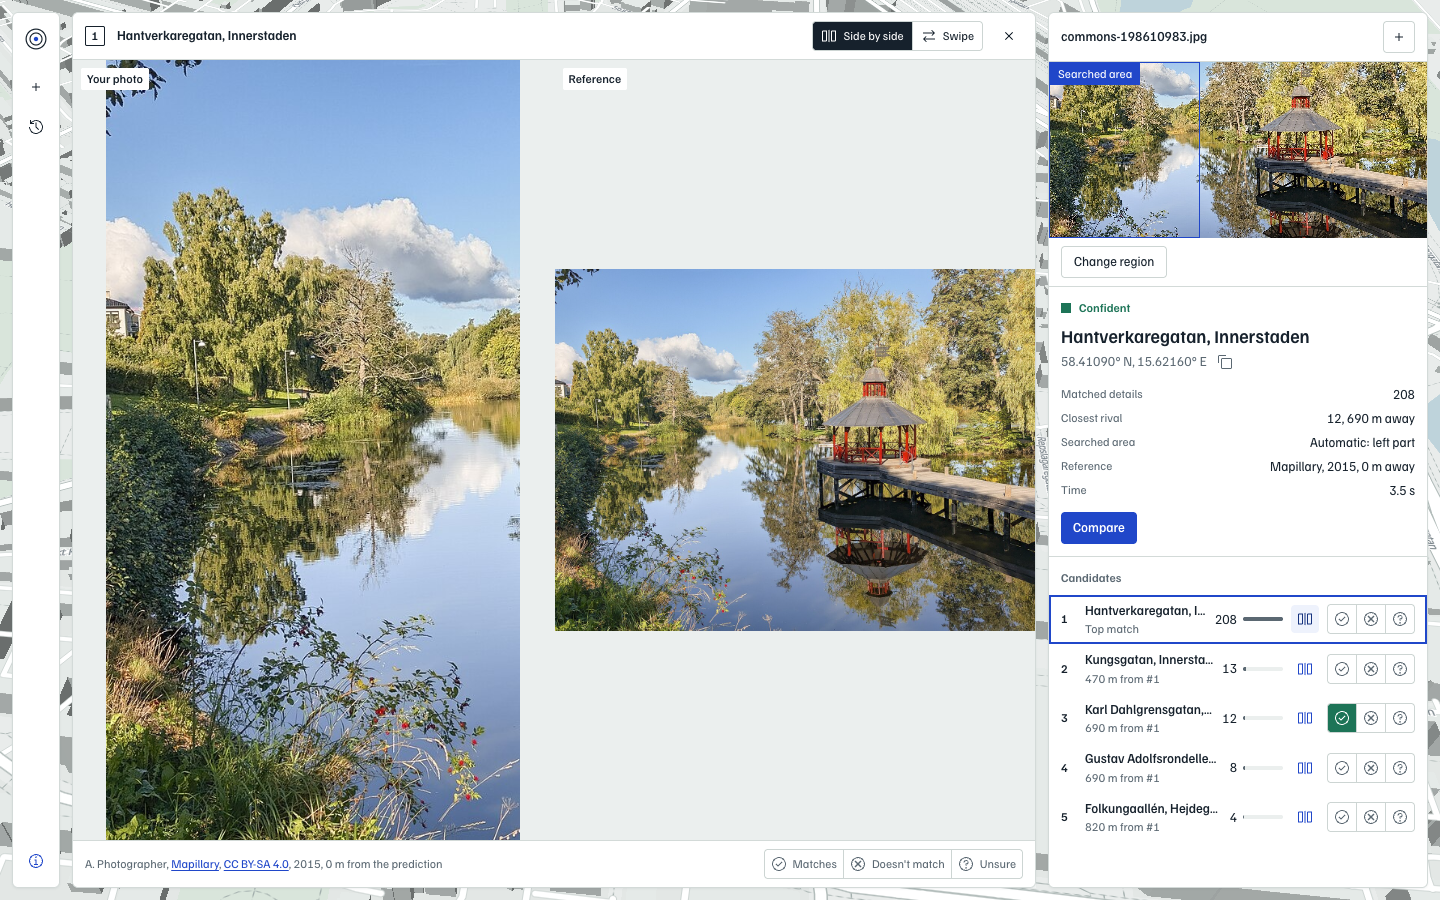 1 Hantverkaregatan, Innerstaden
Side by side
Swipe
Your photo
Reference
A. Photographer, Mapillary, CC BY-SA 4.0, 2015, 0 m from the prediction
Matches
Doesn't match
Unsure
commons-198610983.jpg
Searched area
Change region
Confident
Hantverkaregatan, Innerstaden
58.41090° N, 15.62160° E
Matched details 208
Closest rival 12, 690 m away
Searched area Automatic: left part
Reference Mapillary, 2015, 0 m away
Time 3.5 s
Compare
Candidates
1 Hantverkaregatan, I... 208
Top match
2 Kungsgatan, Innersta... 13
470 m from #1
3 Karl Dahlgrensgatan,... 12
690 m from #1
4 Gustav Adolfsrondelle... 8
690 m from #1
5 Folkungaallén, Hejdeg... 4
820 m from #1